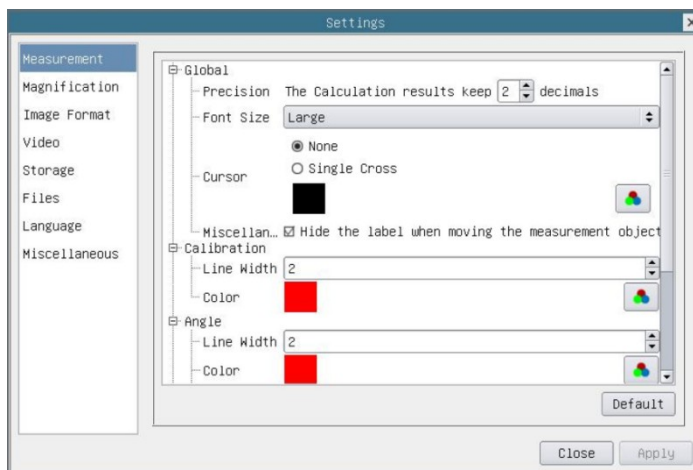 Settings
Measurement
Magnification
Image Format
Video
Storage
Files
Language
Miscellaneous
Global
Precision The Calculation results keep 2 decimals
Font Size Large
None
Single Cross
Cursor
Miscellan... Hide the label when moving the measurement object
Calibration
Line Width 2
Color
Angle
Line Width 2
Color
Default
Close Apply